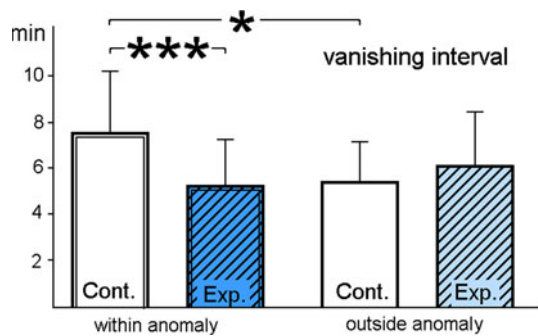 min
*
***
vanishing interval
10
8
6
4
2
Cont. Exp. Cont. Exp.
within anomaly outside anomaly